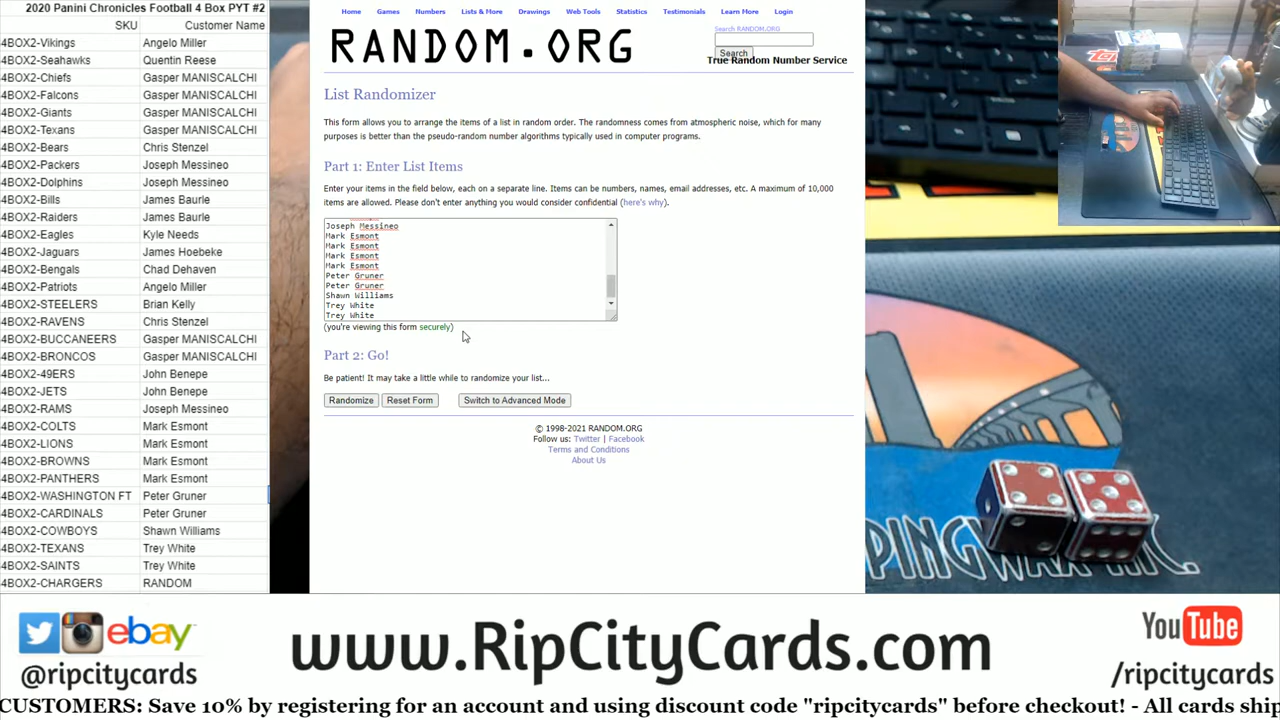 2020 Panini Chronicles Football 4 Box PYT #2
SKU Customer Name
4BOX2-Vikings Angelo Miller
4BOX2-Seahawks Quentin Reese
4BOX2-Chiefs Gasper MANISCALCHI
4BOX2-Falcons Gasper MANISCALCHI
4BOX2-Giants Gasper MANISCALCHI
4BOX2-Texans Gasper MANISCALCHI
4BOX2-Bears Chris Stenzel
4BOX2-Packers Joseph Messineo
4BOX2-Dolphins Joseph Messineo
4BOX2-Bills James Baurle
4BOX2-Raiders James Baurle
4BOX2-Eagles Kyle Needs
4BOX2-Jaguars James Hoebeke
4BOX2-Bengals Chad Dehaven
4BOX2-Patriots Angelo Miller
4BOX2-STEELERS Brian Kelly
4BOX2-RAVENS Chris Stenzel
4BOX2-BUCCANEERS Gasper MANISCALCHI
4BOX2-BRONCOS Gasper MANISCALCHI
4BOX2-49ERS John Benepe
4BOX2-JETS John Benepe
4BOX2-RAMS Joseph Messineo
4BOX2-COLTS Mark Esmont
4BOX2-LIONS Mark Esmont
4BOX2-BROWNS Mark Esmont
4BOX2-PANTHERS Mark Esmont
4BOX2-WASHINGTON FT Peter Gruner
4BOX2-CARDINALS Peter Gruner
4BOX2-COWBOYS Shawn Williams
4BOX2-TEXANS Trey White
4BOX2-SAINTS Trey White
4BOX2-CHARGERS RANDOM
Home Games Numbers Lists & More Drawings Web Tools Statistics Testimonials Learn More Login
RANDOM.ORG
Search RANDOM.ORG
Search
True Random Number Service
List Randomizer
This form allows you to arrange the items of a list in random order. The randomness comes from atmospheric noise, which for many
purposes is better than the pseudo-random number algorithms typically used in computer programs.
Part 1: Enter List Items
Enter your items in the field below, each on a separate line. Items can be numbers, names, email addresses, etc. A maximum of 10,000
items are allowed. Please don't enter anything you would consider confidential (here's why).
Joseph Messineo
Mark Esmont
Mark Esmont
Mark Esmont
Mark Esmont
Peter Gruner
Peter Gruner
Shawn Williams
Trey White
Trey White
(you're viewing this form securely)
Part 2: Go!
Be patient! It may take a little while to randomize your list...
Randomize Reset Form Switch to Advanced Mode
© 1998-2021 RANDOM.ORG
Follow us: Twitter | Facebook
Terms and Conditions
About Us
PPINGWAX INC.
ebay
@ripcitycards
www.RipCityCards.com
YouTube
/ripcitycards
CUSTOMERS: Save 10% by registering for an account and using discount code "ripcitycards" before checkout! - All cards ship